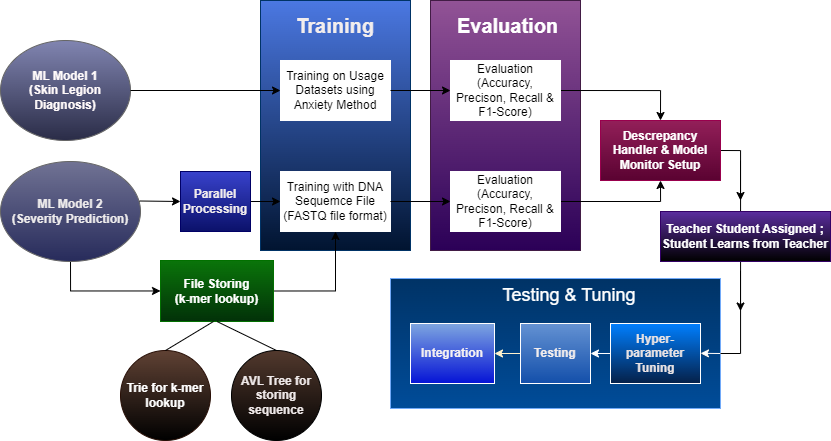 Training
Evaluation
ML Model 1
(Skin Legion
Diagnosis)
Training on Usage
Datasets using
Anxiety Method
Evaluation
(Accuracy,
Precison, Recall &
F1-Score)
Descrepancy
Handler & Model
Monitor Setup
ML Model 2
(Severity Prediction)
Parallel
Processing
Training with DNA
Sequemce File
(FASTQ file format)
Evaluation
(Accuracy,
Precison, Recall &
F1-Score)
Teacher Student Assigned ;
Student Learns from Teacher
File Storing
(k-mer lookup)
Testing & Tuning
Integration
Testing
Hyper-
parameter
Tuning
Trie for k-mer
lookup
AVL Tree for
storing
sequence